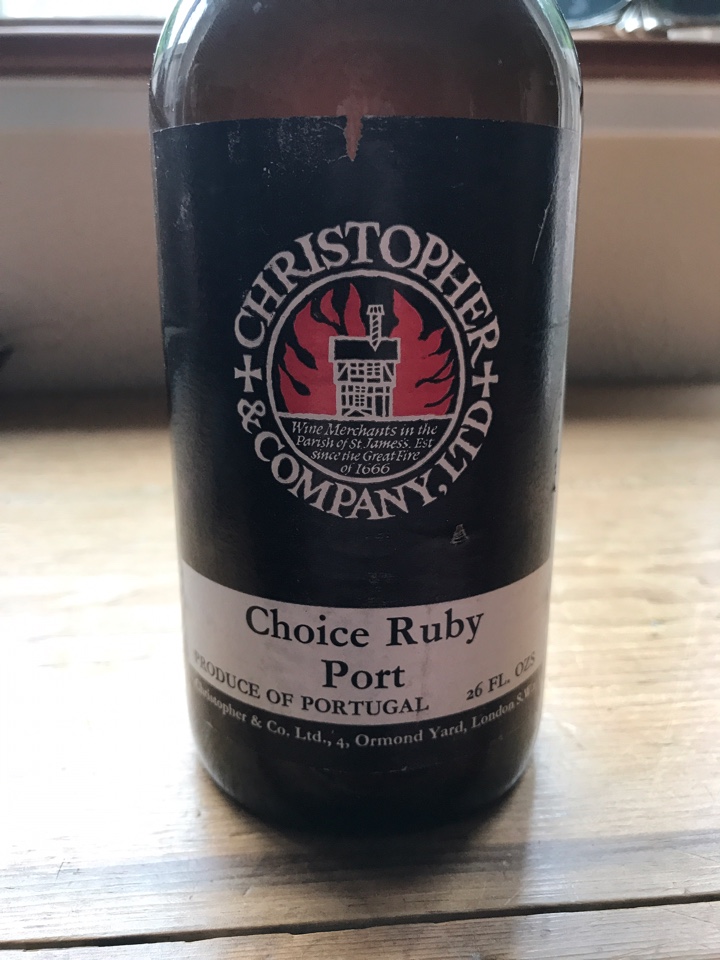 CHRISTOPHER
& COMPANY, LTD
Wine Merchants in the
Parish of St. Jamess. Est
since the Great Fire
of 1666
Choice Ruby
Port
PRODUCE OF PORTUGAL
26 FL. OZS
Christopher & Co. Ltd., 4, Ormond Yard, London S.W.